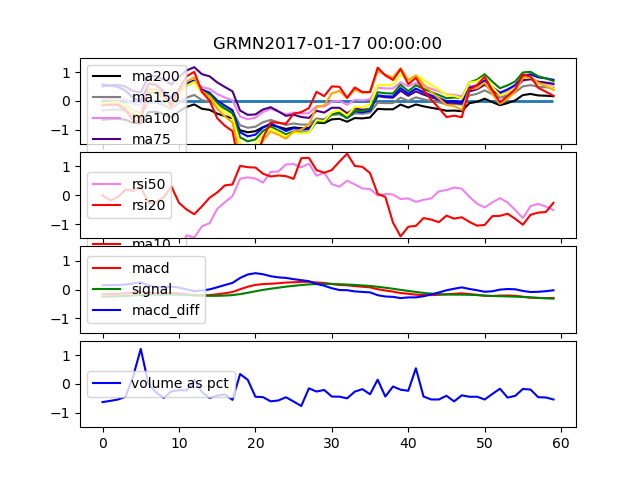 GRMN2017-01-17 00:00:00
1
0
−1
ma200
ma150
ma100
ma75
1
0
−1
rsi50
rsi20
ma10
1
0
−1
macd
signal
macd_diff
1
0
−1
volume as pct
0 10 20 30 40 50 60